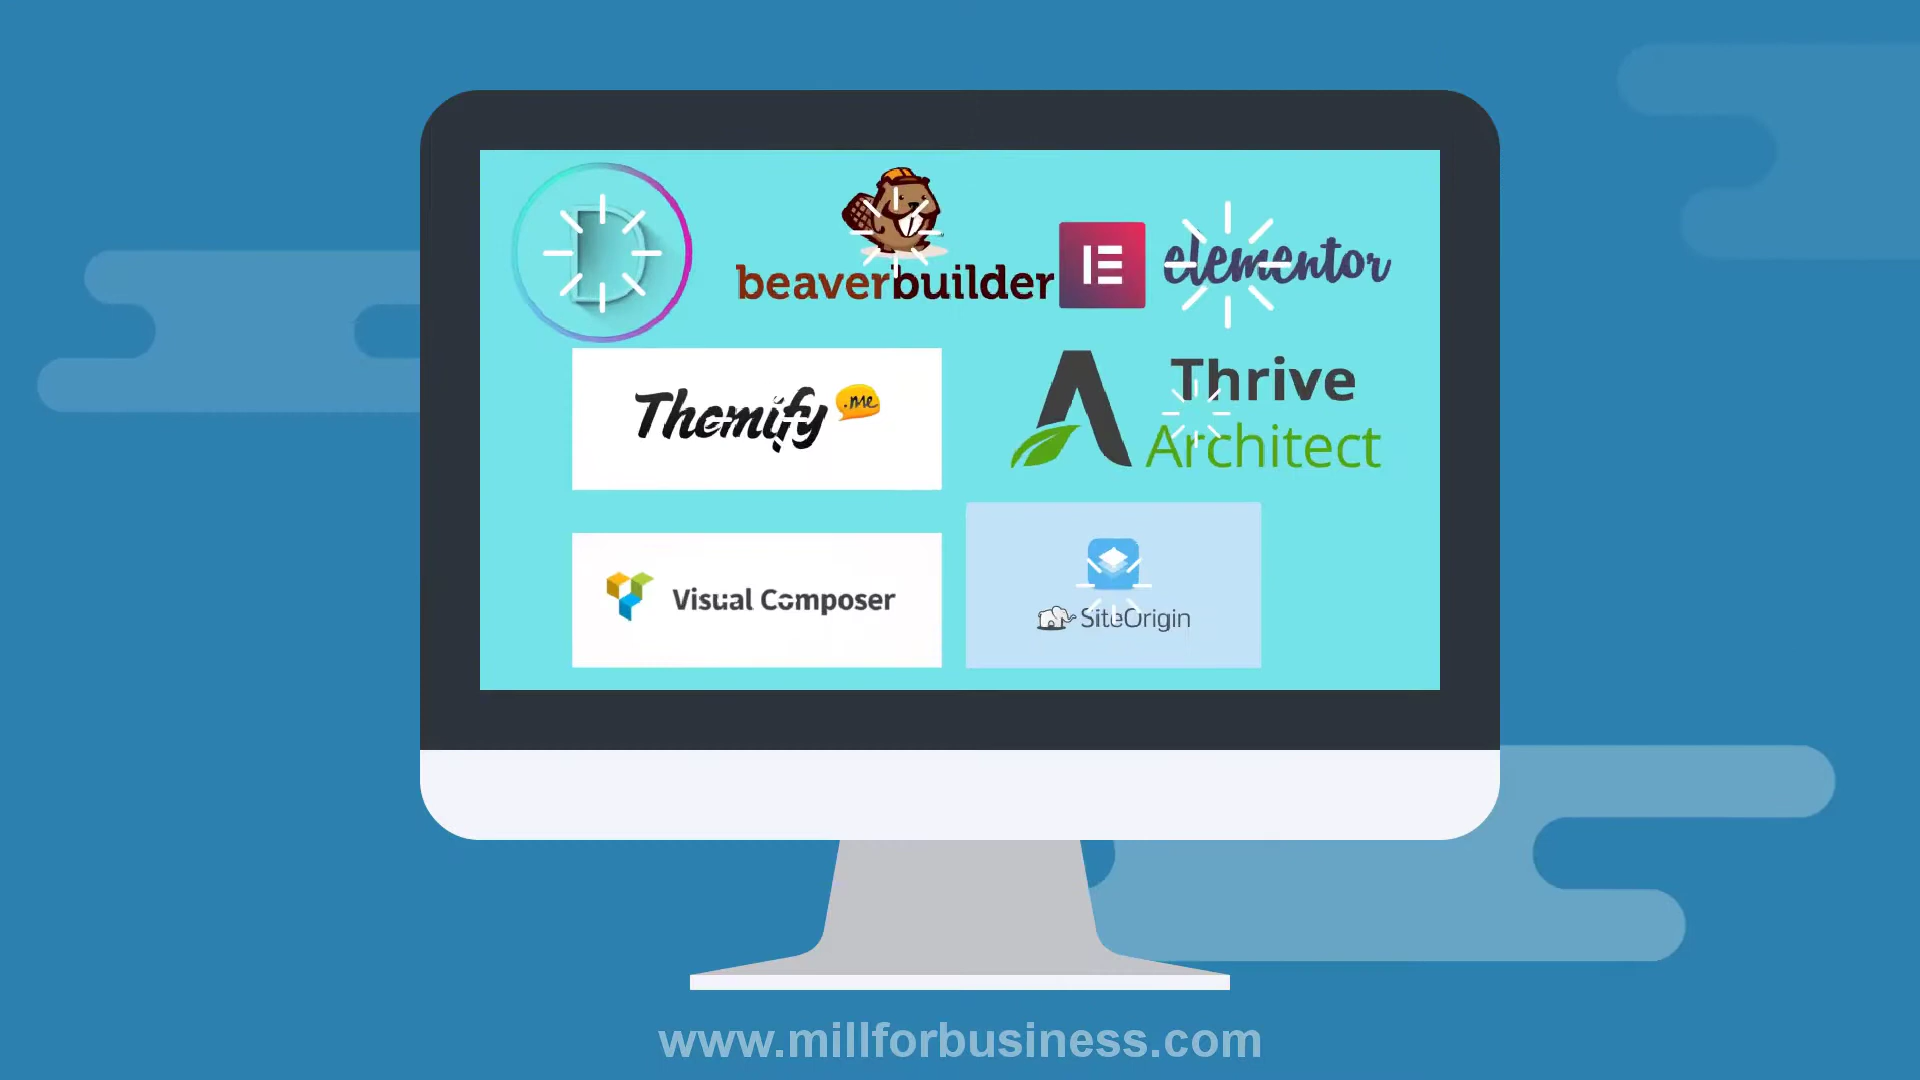 D
beaverbuilder
E elementor
Themify .me
Thrive
Architect
Visual Composer
SiteOrigin
www.millforbusiness.com